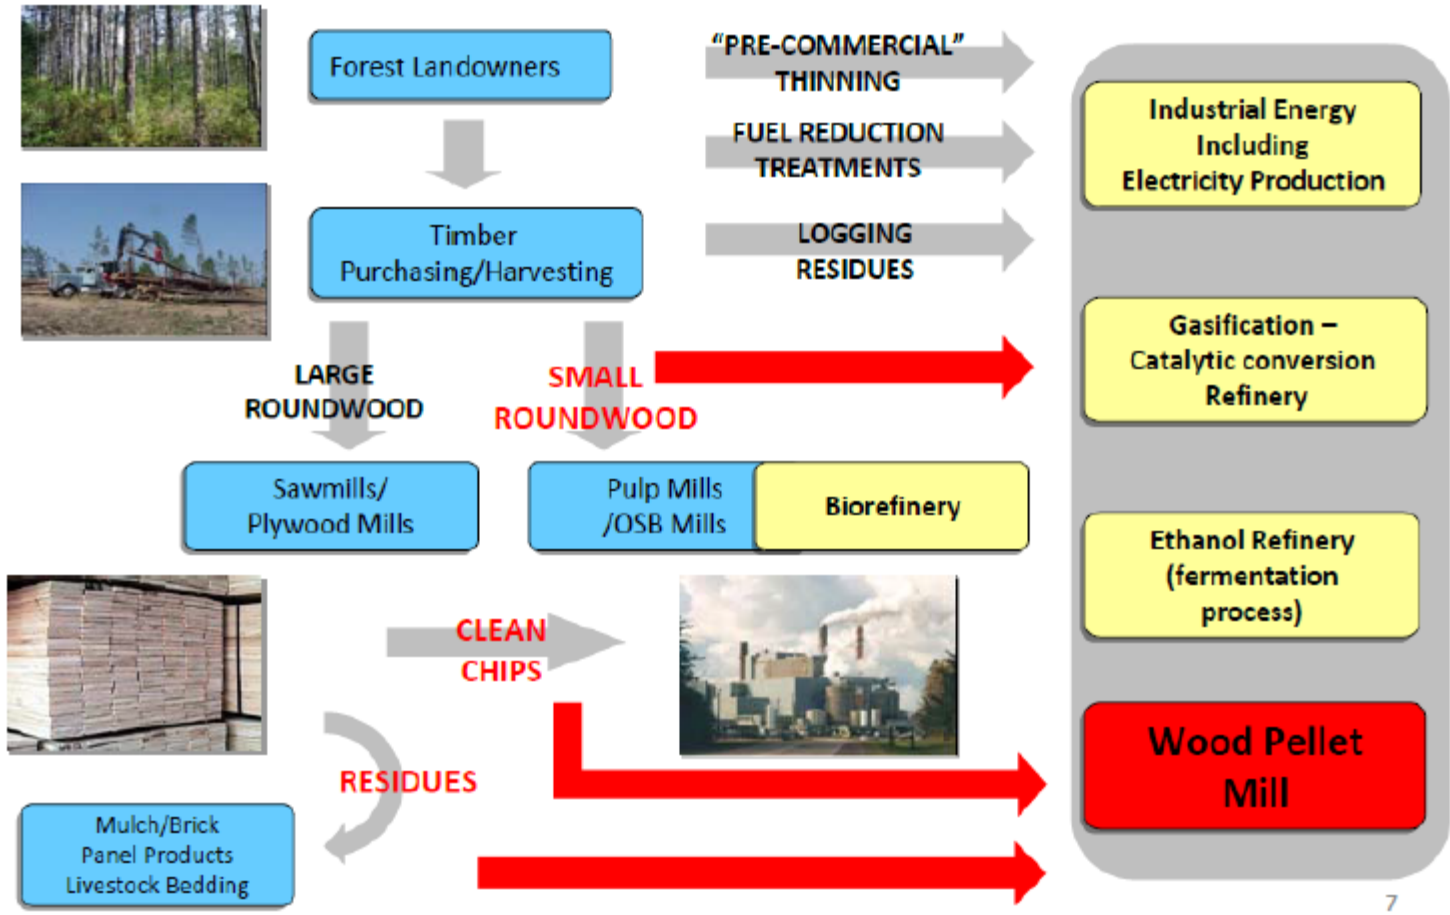 Forest Landowners
"PRE-COMMERCIAL"
THINNING
FUEL REDUCTION
TREATMENTS
LOGGING
RESIDUES
Industrial Energy
Including
Electricity Production
Timber
Purchasing/Harvesting
LARGE
ROUNDWOOD
SMALL
ROUNDWOOD
Gasification –
Catalytic conversion
Refinery
Sawmills/
Plywood Mills
Pulp Mills
/OSB Mills
Biorefinery
Ethanol Refinery
(fermentation
process)
CLEAN
CHIPS
RESIDUES
Wood Pellet
Mill
Mulch/Brick
Panel Products
Livestock Bedding
7